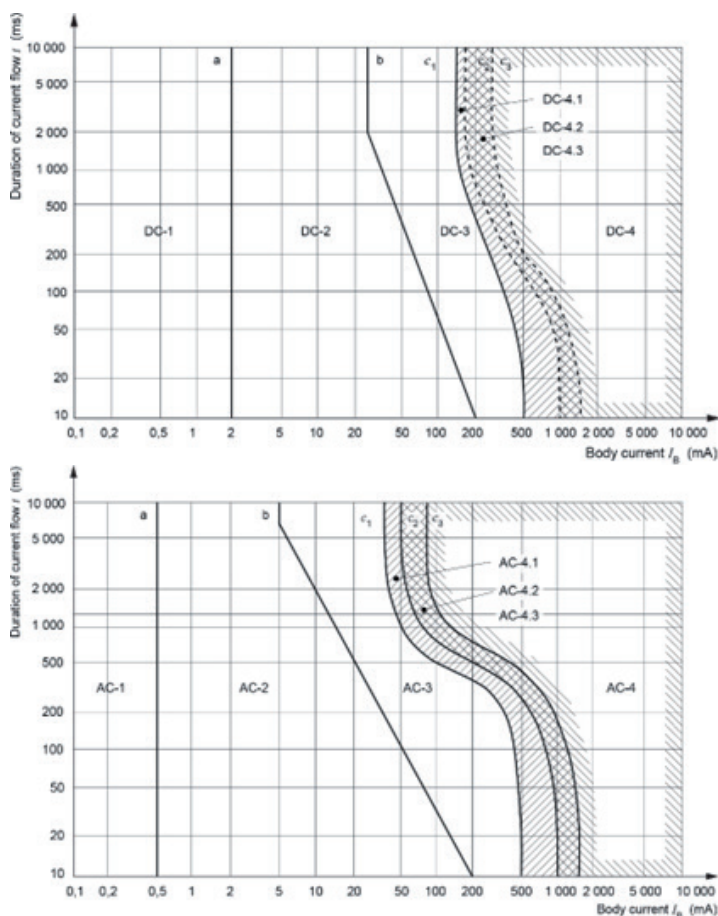 Duration of current flow t (ms)
10 000
5 000
2 000
1 000
500
200
100
50
20
10
a
b
c1
c2
c3
DC-4.1
DC-4.2
DC-4.3
DC-1
DC-2
DC-3
DC-4
0,1
0,2
0,5
1
2
5
10
20
50
100
200
500
1 000
2 000
5 000
10 000
Body current IB (mA)
Duration of current flow t (ms)
10 000
5 000
2 000
1 000
500
200
100
50
20
10
a
b
c1
c2
c3
AC-4.1
AC-4.2
AC-4.3
AC-1
AC-2
AC-3
AC-4
0,1
0,2
0,5
1
2
5
10
20
50
100
200
500
1 000
2 000
5 000
10 000
Body current IB (mA)